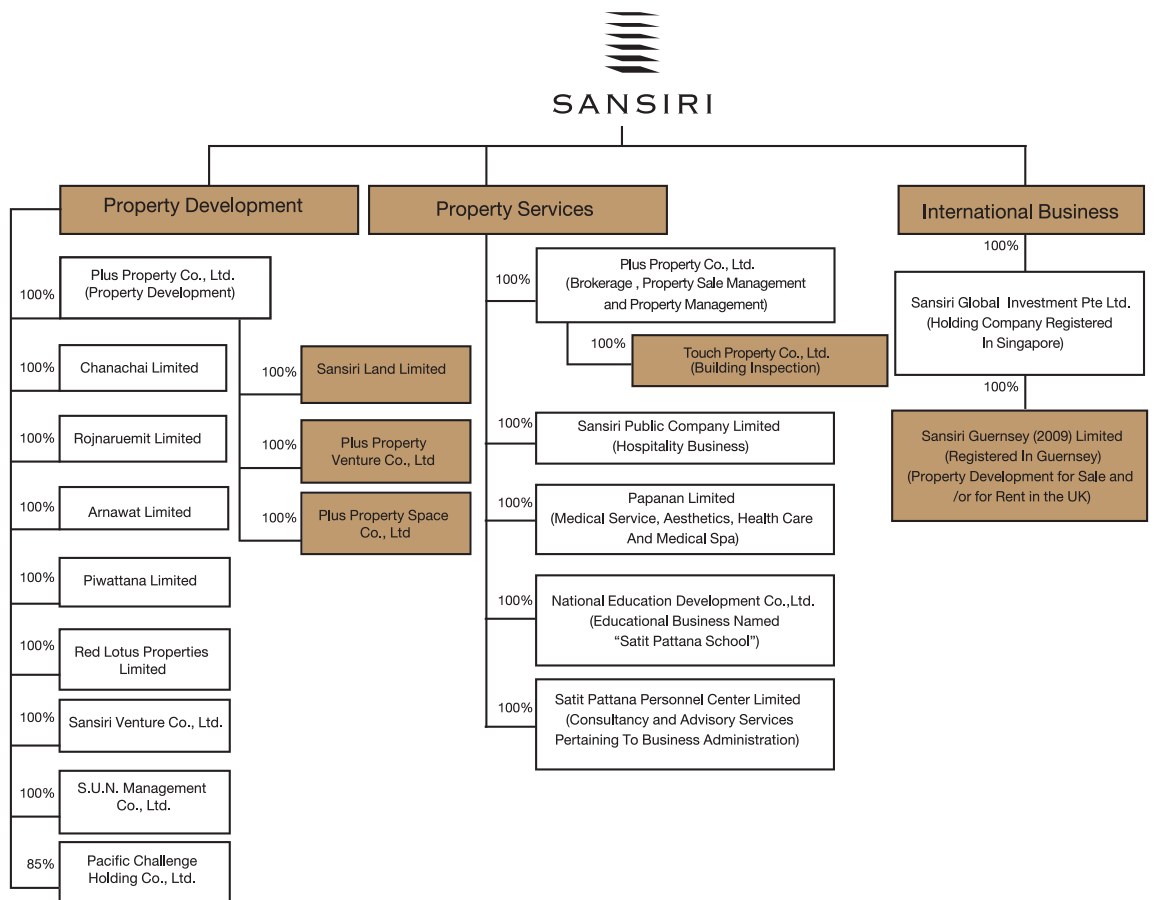 SANSIRI
Property Development
100%
Plus Property Co., Ltd.
(Property Development)
100%
Sansiri Land Limited
100%
Plus Property
Venture Co., Ltd
100%
Plus Property Space
Co., Ltd
100%
Chanachai Limited
100%
Rojnaruemit Limited
100%
Arnawat Limited
100%
Piwattana Limited
100%
Red Lotus Properties
Limited
100%
Sansiri Venture Co., Ltd.
100%
S.U.N. Management
Co., Ltd.
85%
Pacific Challenge
Holding Co., Ltd.
Property Services
100%
Plus Property Co., Ltd.
(Brokerage , Property Sale Management
and Property Management)
100%
Touch Property Co., Ltd.
(Building Inspection)
100%
Sansiri Public Company Limited
(Hospitality Business)
100%
Papanan Limited
(Medical Service, Aesthetics, Health Care
And Medical Spa)
100%
National Education Development Co.,Ltd.
(Educational Business Named
“Satit Pattana School”)
100%
Satit Pattana Personnel Center Limited
(Consultancy and Advisory Services
Pertaining To Business Administration)
International Business
100%
Sansiri Global Investment Pte Ltd.
(Holding Company Registered
In Singapore)
100%
Sansiri Guernsey (2009) Limited
(Registered In Guernsey)
(Property Development for Sale and
/or for Rent in the UK)